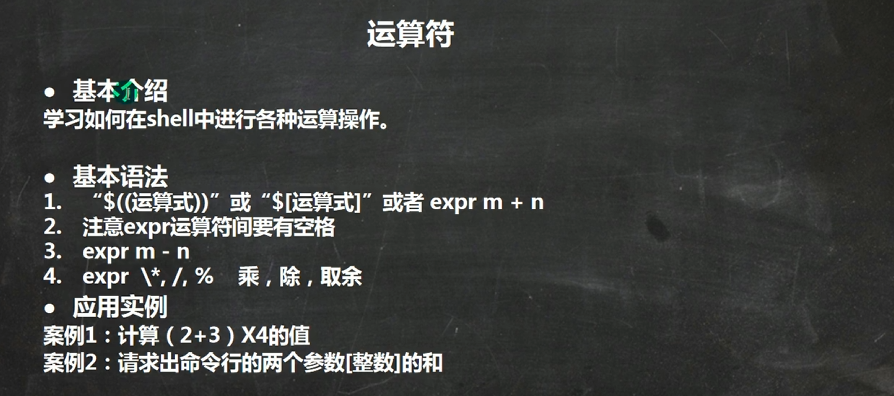 运算符
● 基本介绍
学习如何在shell中进行各种运算操作。
● 基本语法
1. “$((运算式))”或“$[运算式]”或者 expr m + n
2. 注意expr运算符间要有空格
3. expr m - n
4. expr \*, /, % 乘，除，取余
● 应用实例
案例1：计算（2+3）X4的值
案例2：请求出命令行的两个参数[整数]的和